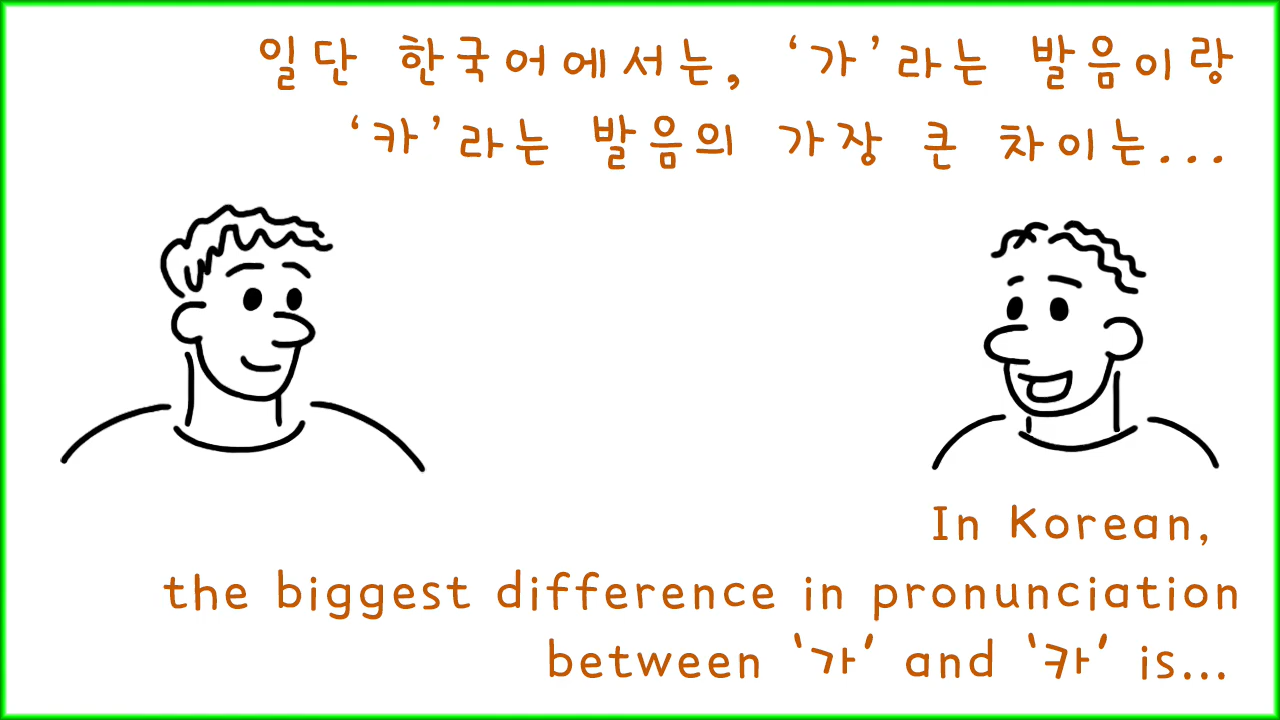 일단 한국어에서는, ‘가’라는 발음이랑
‘카’라는 발음의 가장 큰 차이는...
In Korean,
the biggest difference in pronunciation
between ‘가’ and ‘카’ is...